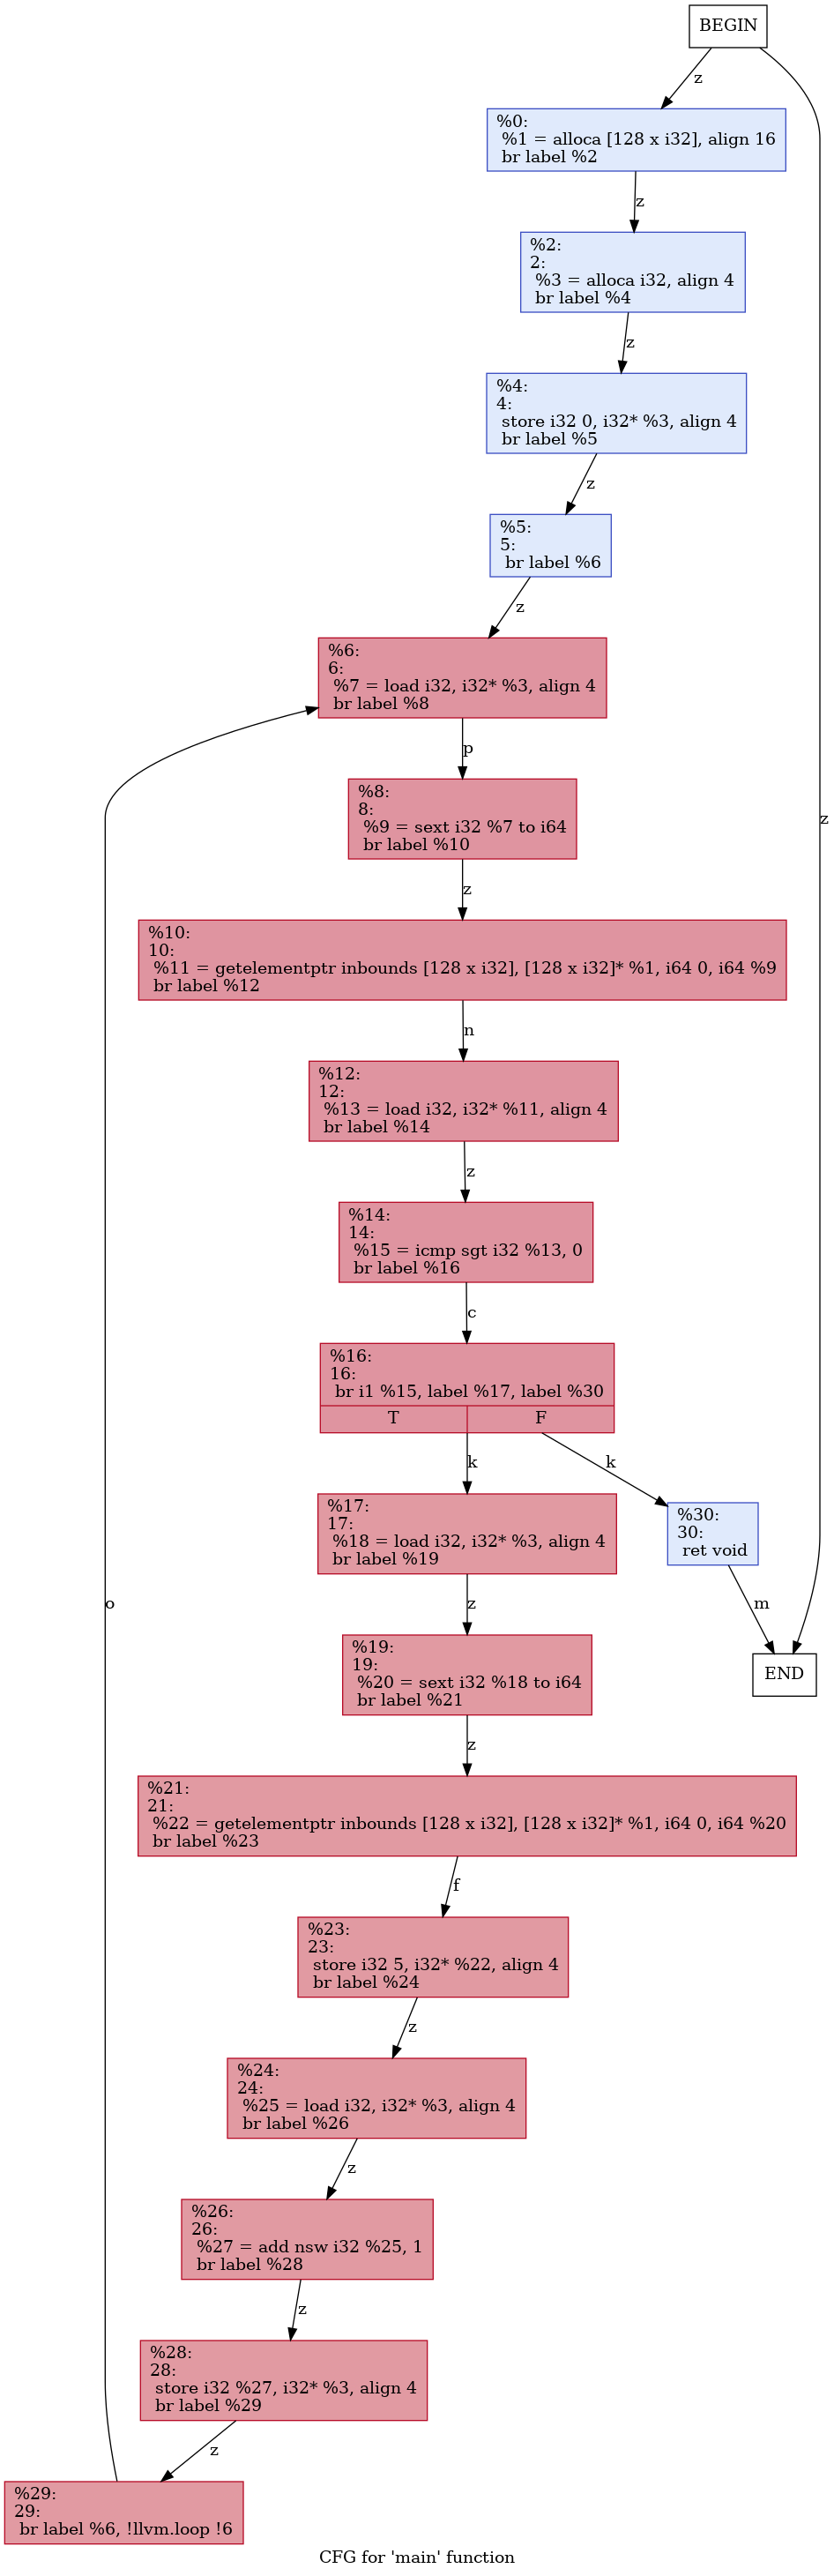 BEGIN
z
%0:
%1 = alloca [128 x i32], align 16
br label %2
z
%2:
2:
%3 = alloca i32, align 4
br label %4
z
%4:
4:
store i32 0, i32* %3, align 4
br label %5
z
%5:
5:
br label %6
z
%6:
6:
%7 = load i32, i32* %3, align 4
br label %8
p
%8:
8:
%9 = sext i32 %7 to i64
br label %10
z
z
%10:
10:
%11 = getelementptr inbounds [128 x i32], [128 x i32]* %1, i64 0, i64 %9
br label %12
n
%12:
12:
%13 = load i32, i32* %11, align 4
br label %14
z
%14:
14:
%15 = icmp sgt i32 %13, 0
br label %16
c
%16:
16:
br i1 %15, label %17, label %30
T F
k k
%17:
17:
%18 = load i32, i32* %3, align 4
br label %19
%30:
30:
ret void
o
z
m
%19:
19:
%20 = sext i32 %18 to i64
br label %21
END
z
%21:
21:
%22 = getelementptr inbounds [128 x i32], [128 x i32]* %1, i64 0, i64 %20
br label %23
f
%23:
23:
store i32 5, i32* %22, align 4
br label %24
z
%24:
24:
%25 = load i32, i32* %3, align 4
br label %26
z
%26:
26:
%27 = add nsw i32 %25, 1
br label %28
z
%28:
28:
store i32 %27, i32* %3, align 4
br label %29
z
%29:
29:
br label %6, !llvm.loop !6
CFG for 'main' function